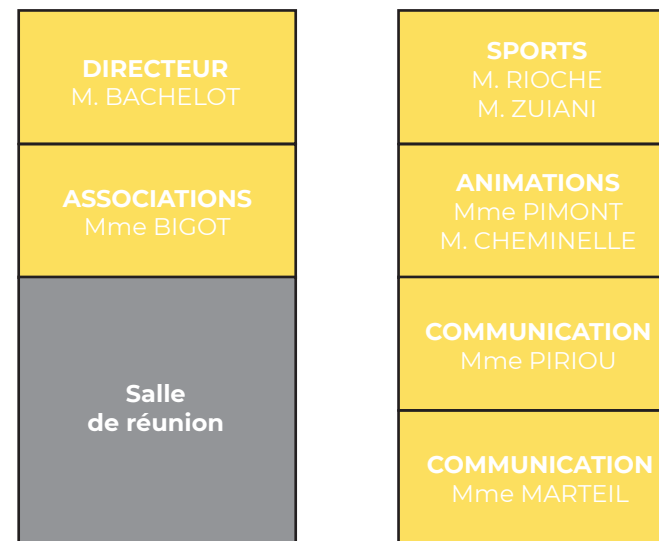 DIRECTEUR
M. BACHELOT
ASSOCIATIONS
Mme BIGOT
Salle
de réunion
SPORTS
M. RIOCHE
M. ZUIANI
ANIMATIONS
Mme PIMONT
M. CHEMINELLE
COMMUNICATION
Mme PIRIOU
COMMUNICATION
Mme MARTEIL